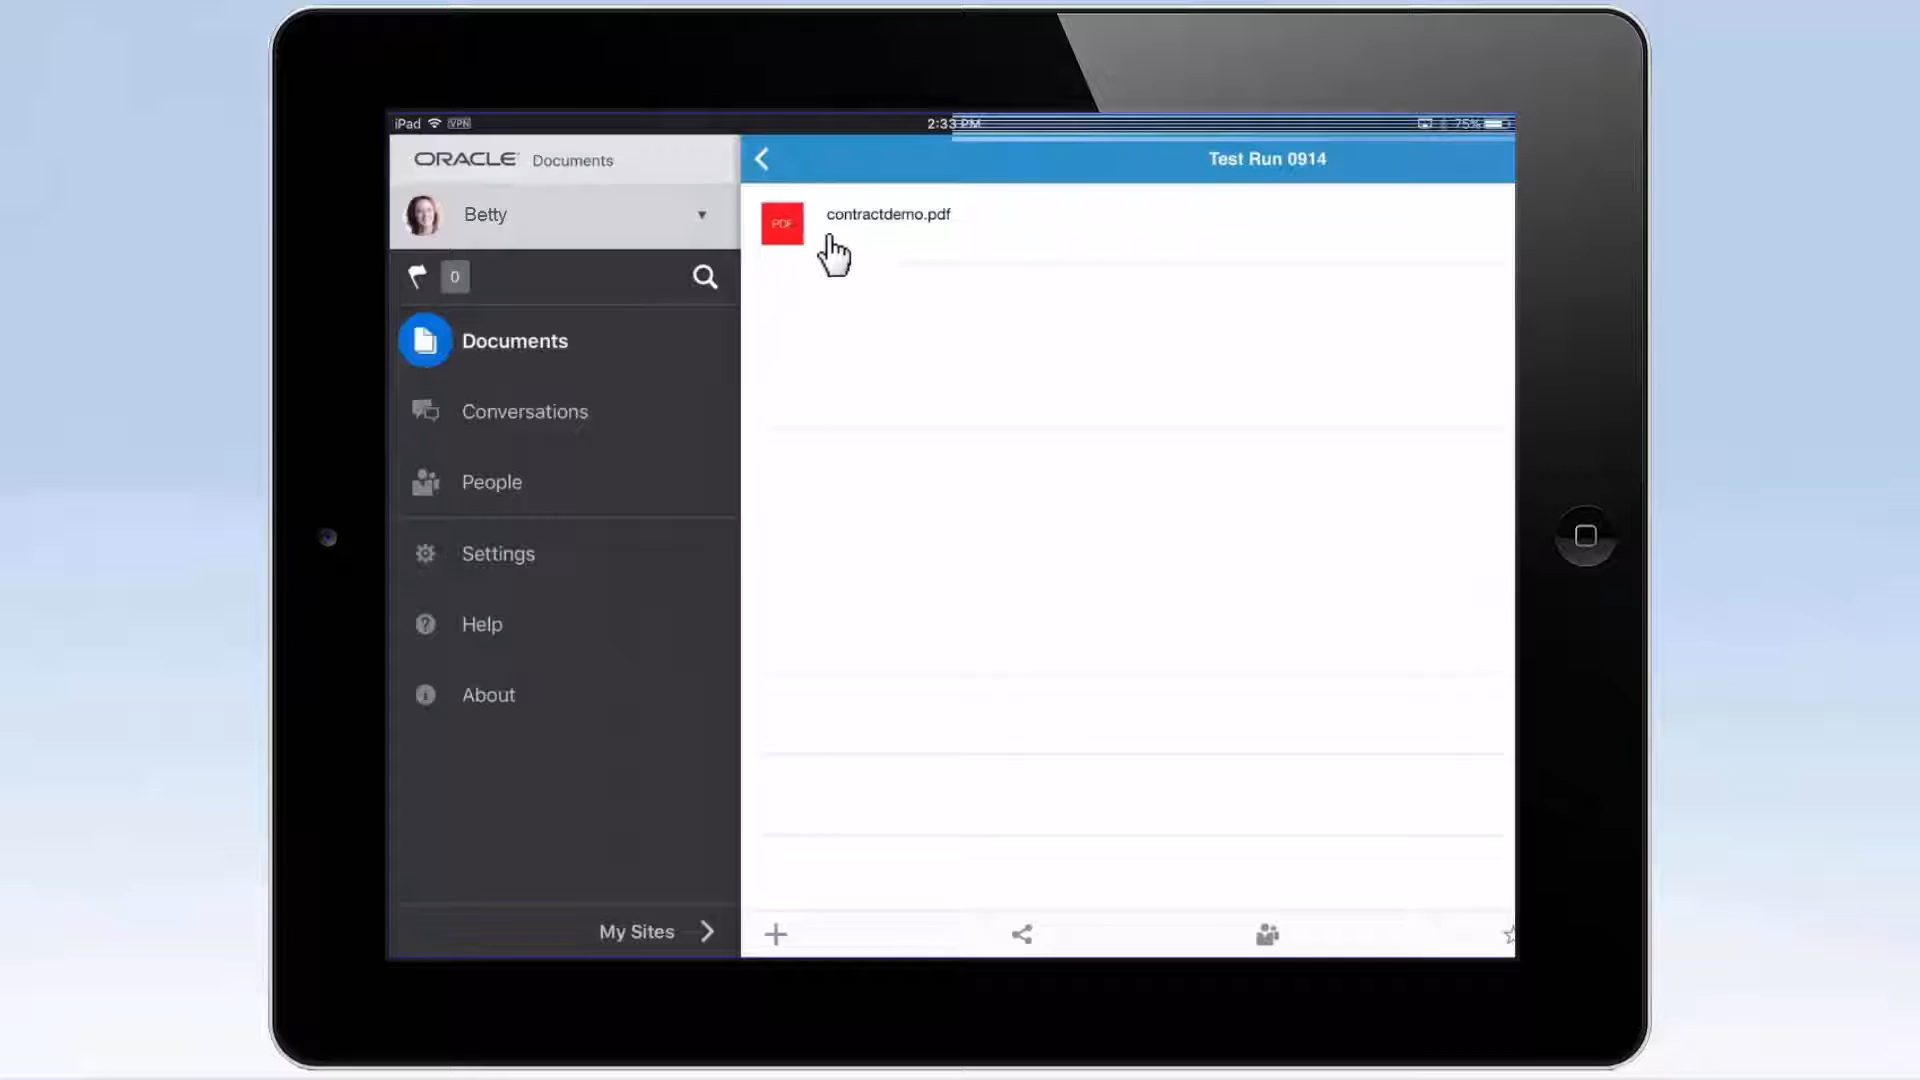 iPad VPN
2:33 PM
75%
ORACLE Documents
Betty
0
Documents
Conversations
People
Settings
Help
About
My Sites
Test Run 0914
PDF
contractdemo.pdf